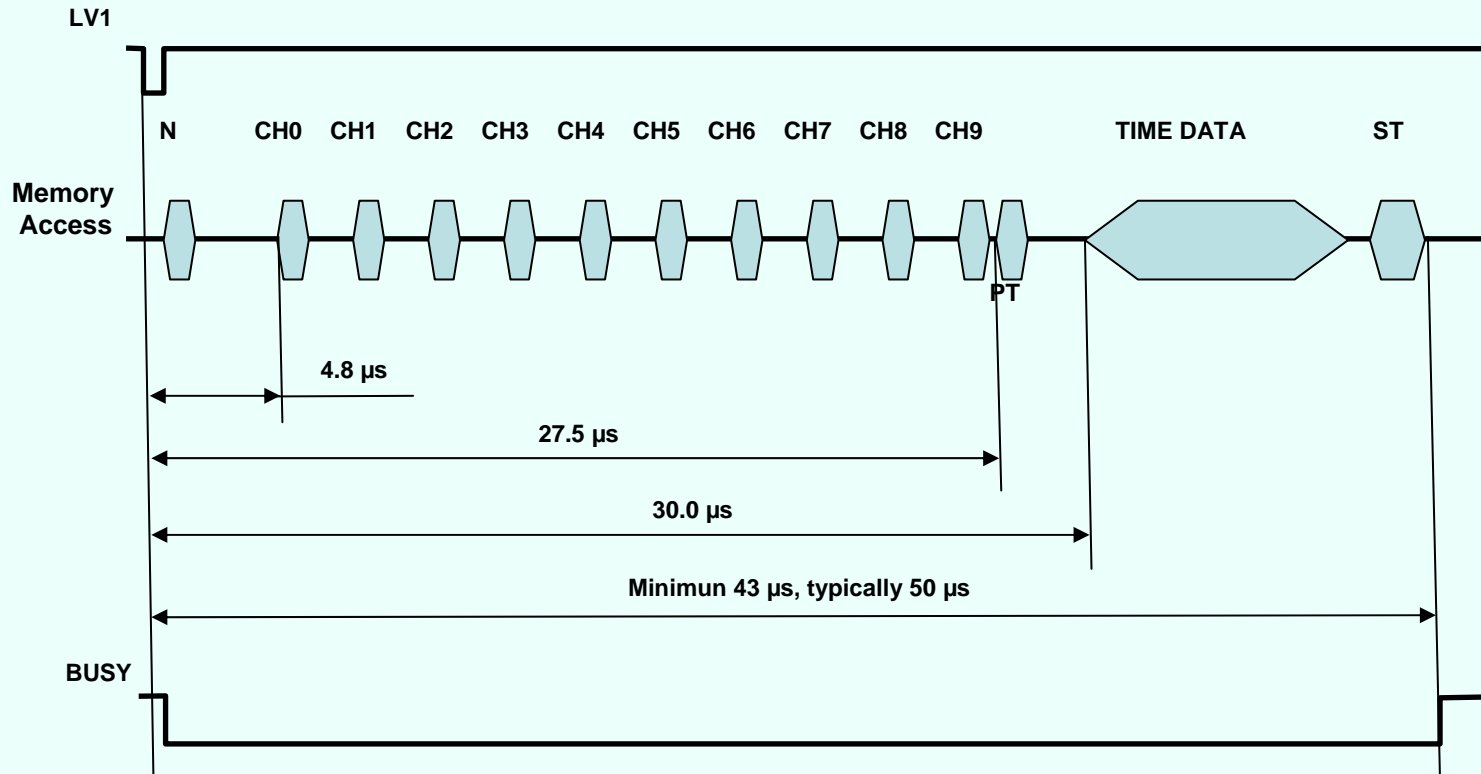 LV1
N CH0 CH1 CH2 CH3 CH4 CH5 CH6 CH7 CH8 CH9 TIME DATA ST
Memory
Access
PT
4.8 µs
27.5 µs
30.0 µs
Minimun 43 µs, typically 50 µs
BUSY